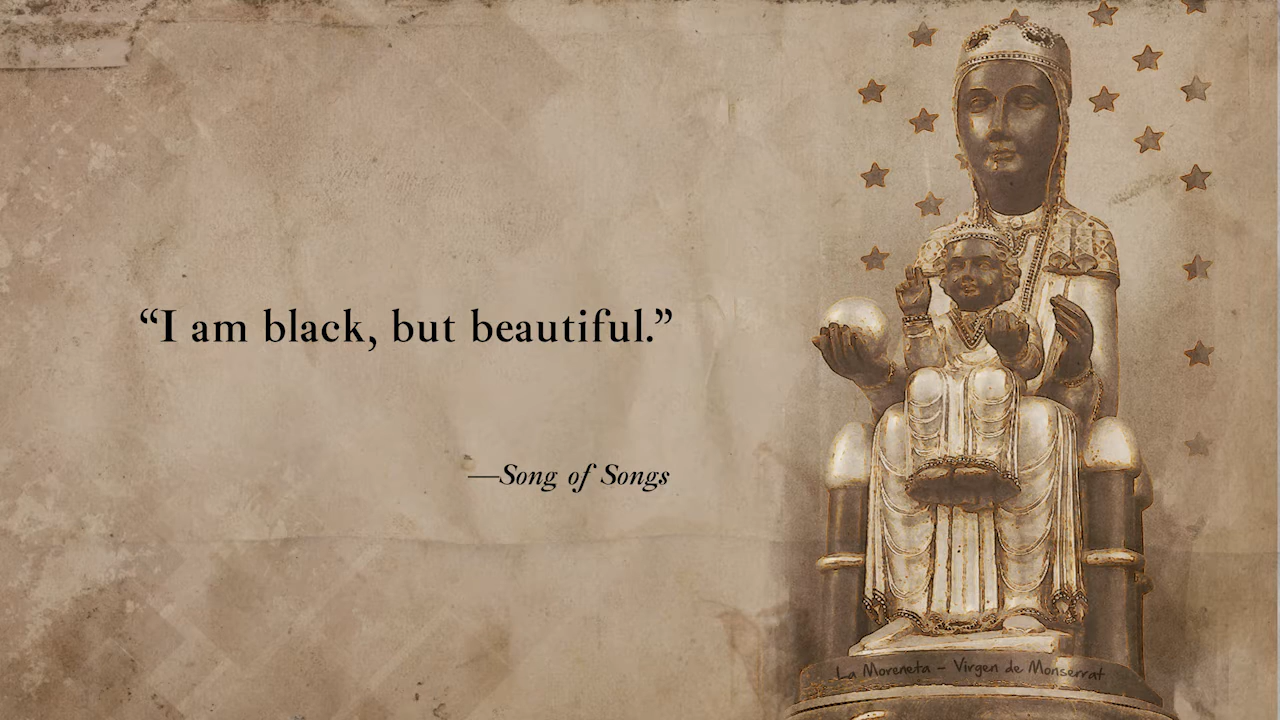 “I am black, but beautiful.”
—Song of Songs
La Moreneta – Virgen de Monserrat